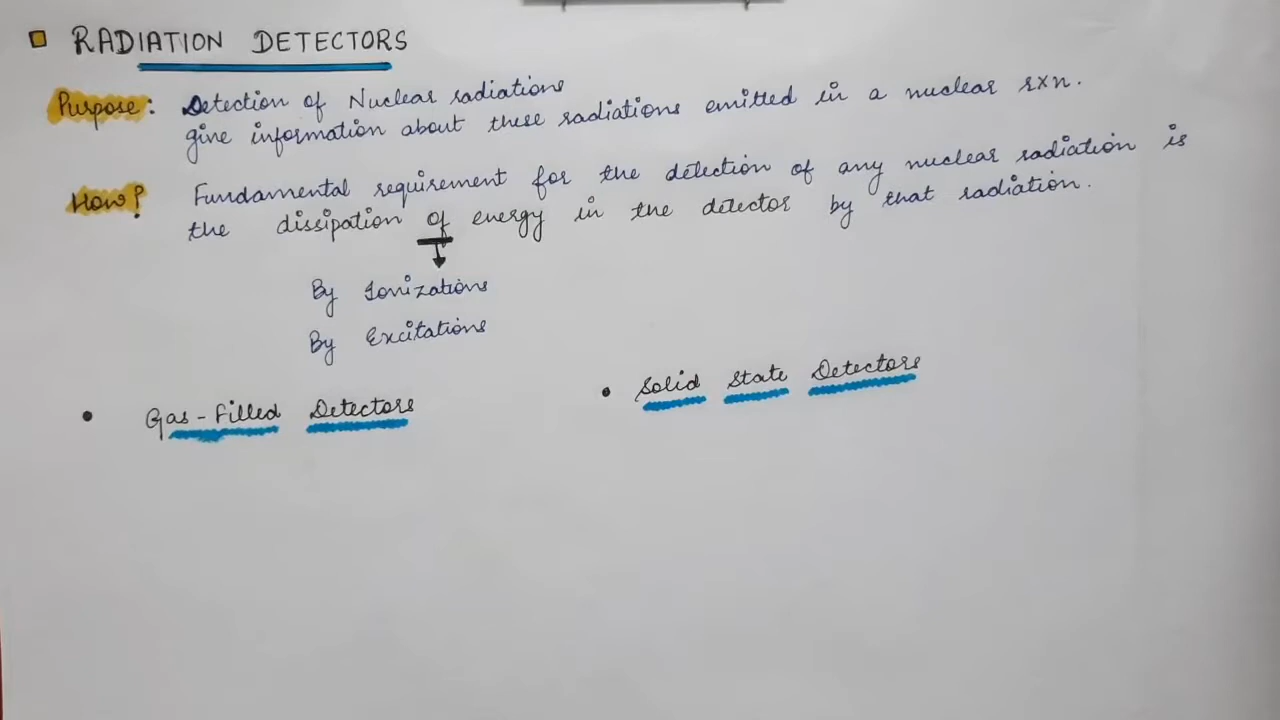 RADIATION DETECTORS
Purpose: Detection of Nuclear radiations
give information about these radiations emitted in a nuclear rxn.
How? Fundamental requirement for the detection of any nuclear radiation is
the dissipation of energy in the detector by that radiation.
By Ionizations
By Excitations
• Gas-filled Detectors
• Solid State Detectors